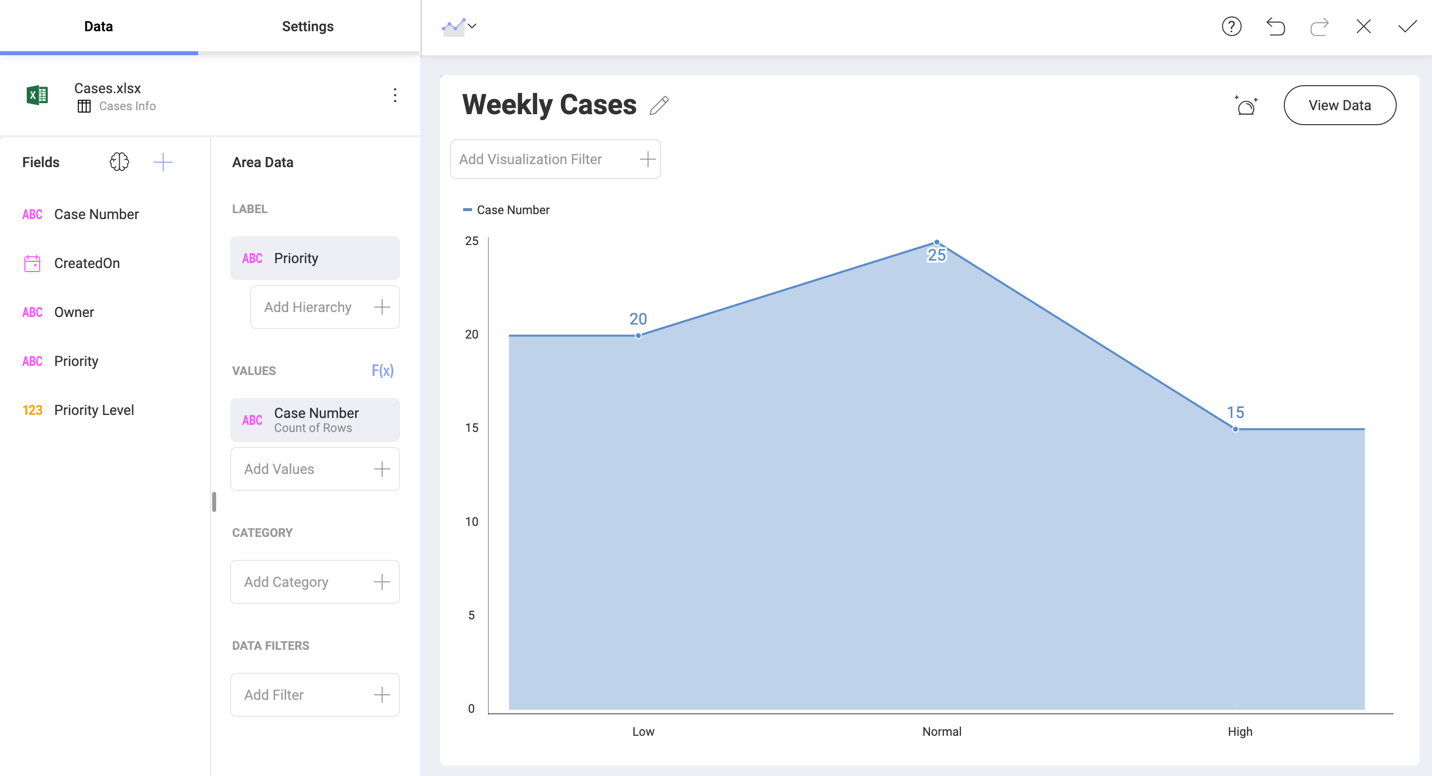 Data
Settings
Cases.xlsx
Cases Info
Fields
ABC Case Number
CreatedOn
ABC Owner
ABC Priority
123 Priority Level
Area Data
LABEL
ABC Priority
Add Hierarchy
VALUES F(x)
ABC Case Number
Count of Rows
Add Values
CATEGORY
Add Category
DATA FILTERS
Add Filter
Weekly Cases
View Data
Add Visualization Filter
Case Number
25
20
15
10
5
0
20
25
15
Low
Normal
High